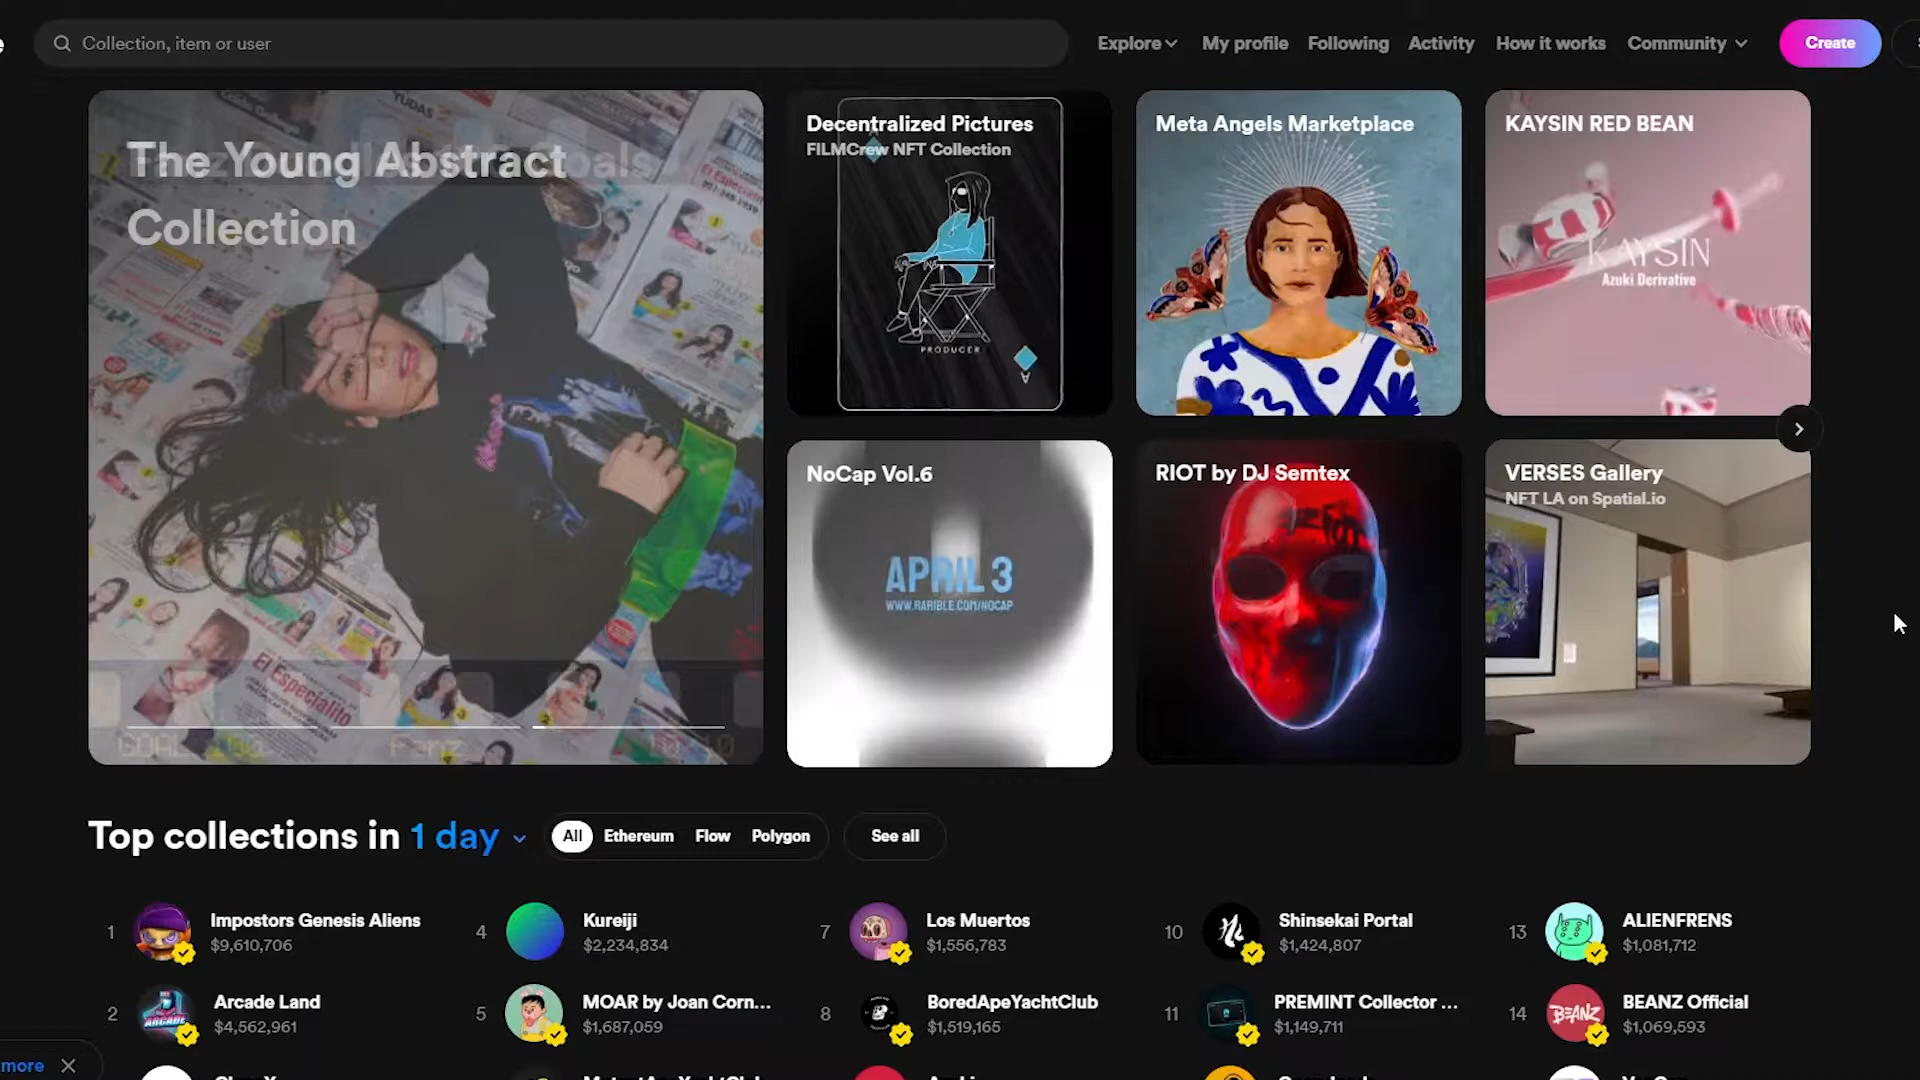 Collection, item or user
Explore
My profile
Following
Activity
How it works
Community
Create
The Young Abstract
Collection
Decentralized Pictures
FILMCrew NFT Collection
PRODUCER
Meta Angels Marketplace
KAYSIN RED BEAN
KAYSIN
Azuki Derivative
NoCap Vol.6
APRIL 3
WWW.RARIBLE.COM/NOCAP
RIOT by DJ Semtex
VERSES Gallery
NFT LA on Spatial.io
YUDAS
El Especialito
Top collections in 1 day
All
Ethereum
Flow
Polygon
See all
1
Impostors Genesis Aliens
$9,610,706
4
Kureiji
$2,234,834
7
Los Muertos
$1,556,783
10
Shinsekai Portal
$1,424,807
13
ALIENFRENS
$1,081,712
2
ARCADE
Arcade Land
$4,562,961
5
MOAR by Joan Corn...
$1,687,059
8
BoredApeYachtClub
$1,519,165
11
PREMINT Collector ...
$1,149,711
14
BEANZ
BEANZ Official
$1,069,593
more